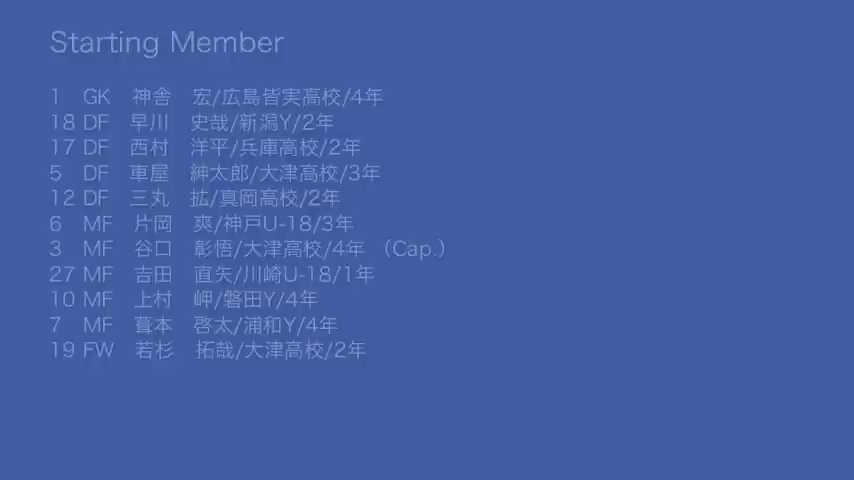 Starting Member
1 GK 神舎 宏/広島皆実高校/4年
18 DF 早川 史哉/新潟Y/2年
17 DF 西村 洋平/兵庫高校/2年
5 DF 車屋 紳太郎/大津高校/3年
12 DF 三丸 拡/真岡高校/2年
6 MF 片岡 爽/神戸U-18/3年
3 MF 谷口 彰悟/大津高校/4年 （Cap.）
27 MF 吉田 直矢/川崎U-18/1年
10 MF 上村 岬/磐田Y/4年
7 MF 葺本 啓太/浦和Y/4年
19 FW 若杉 拓哉/大津高校/2年